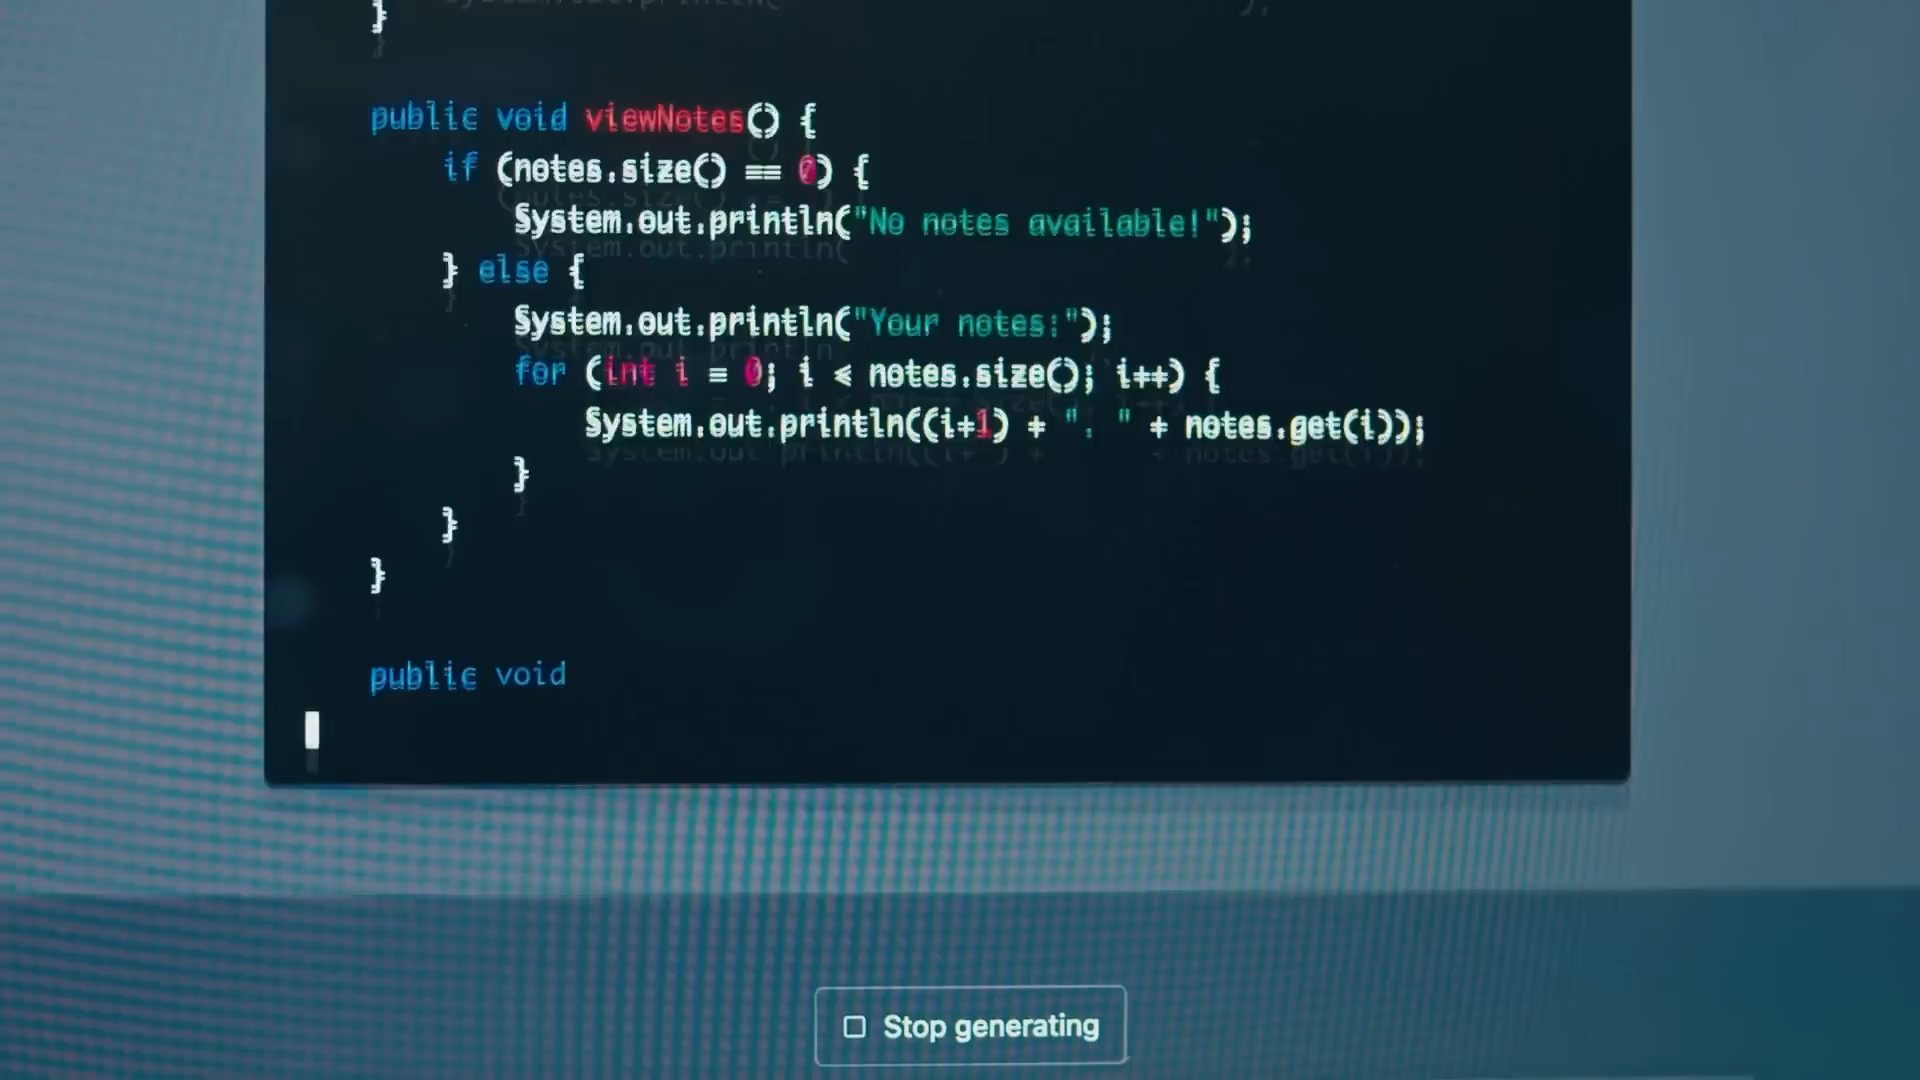 }
public void viewNotes() {
if (notes.size() == 0) {
System.out.println("No notes available!");
} else {
System.out.println("Your notes:");
for (int i = 0; i < notes.size(); i++) {
System.out.println((i+1) + ". " + notes.get(i));
}
}
}
public void
Stop generating